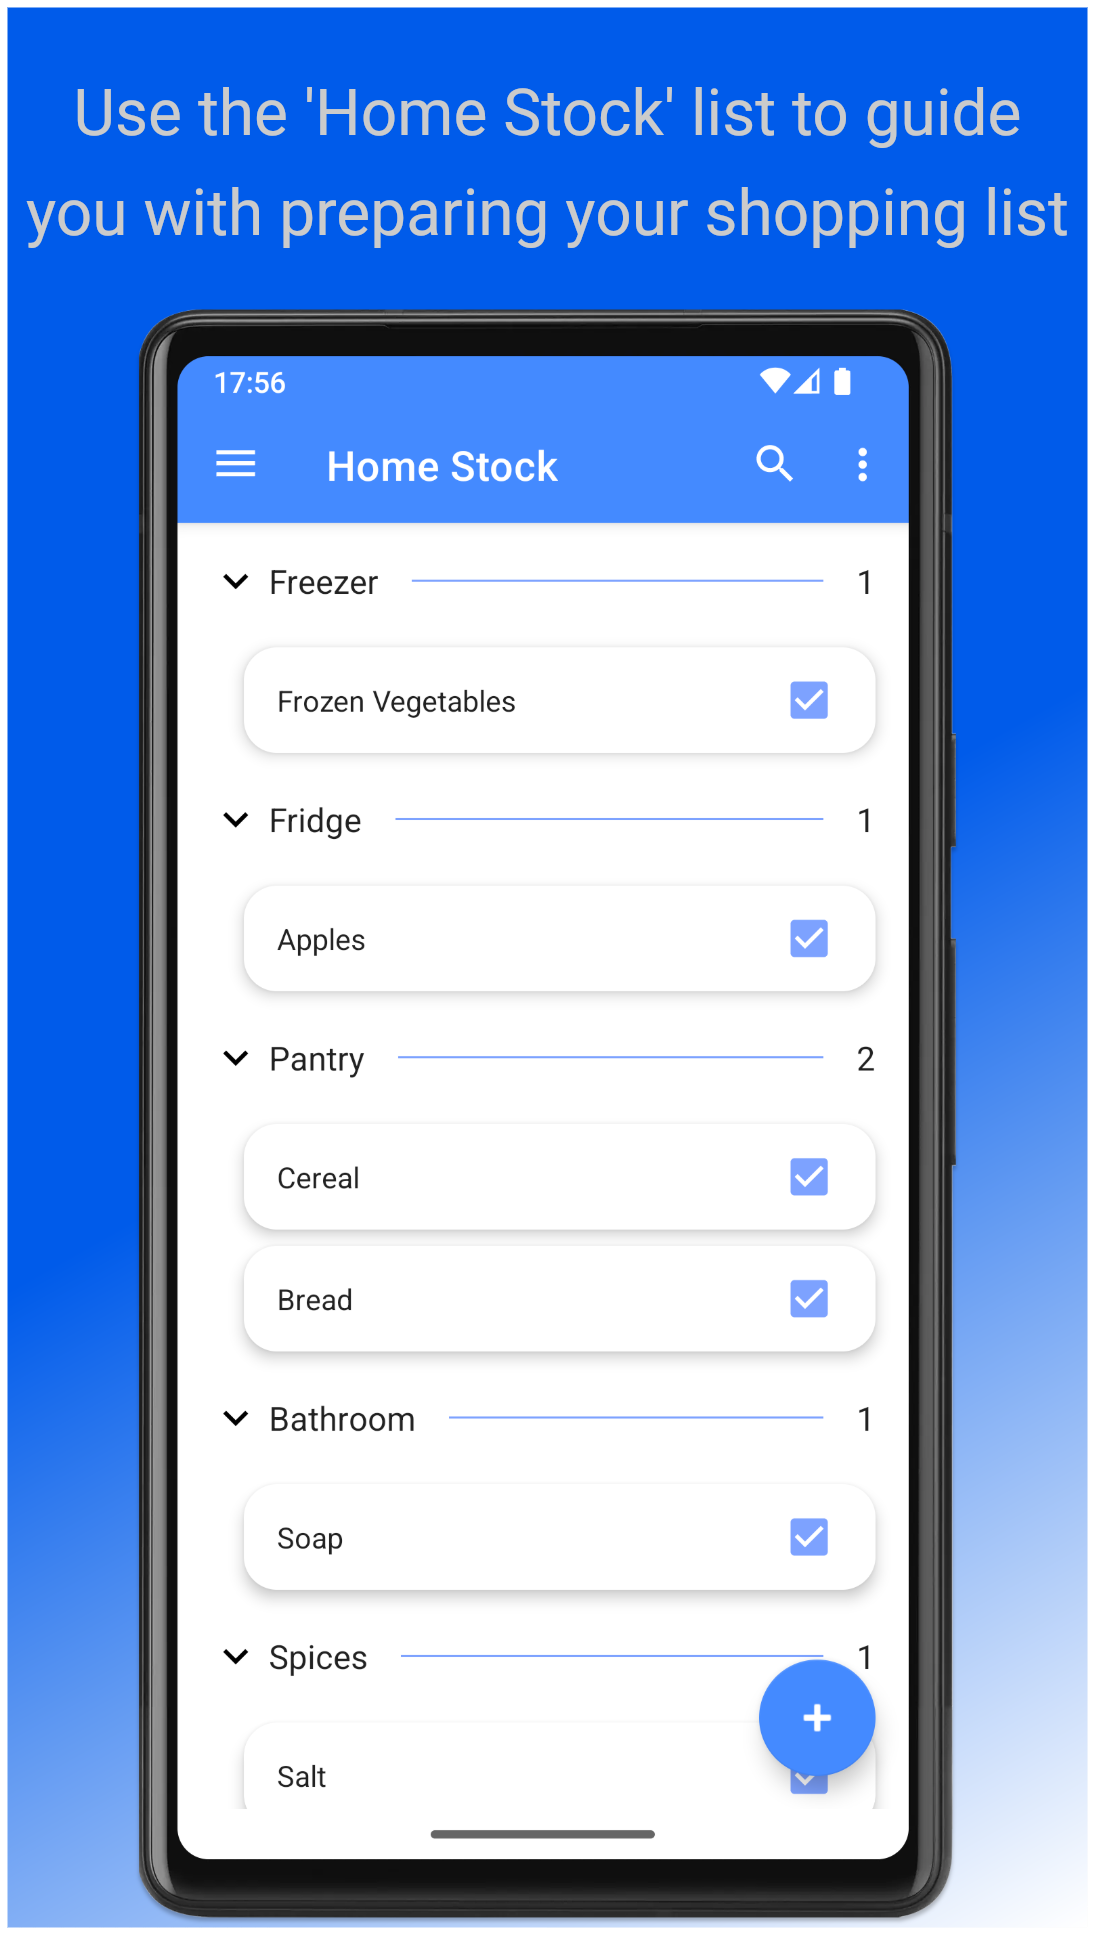 Use the 'Home Stock' list to guide
you with preparing your shopping list
17:56
Home Stock
Freezer 1
Frozen Vegetables
Fridge 1
Apples
Pantry 2
Cereal
Bread
Bathroom 1
Soap
Spices 1
Salt